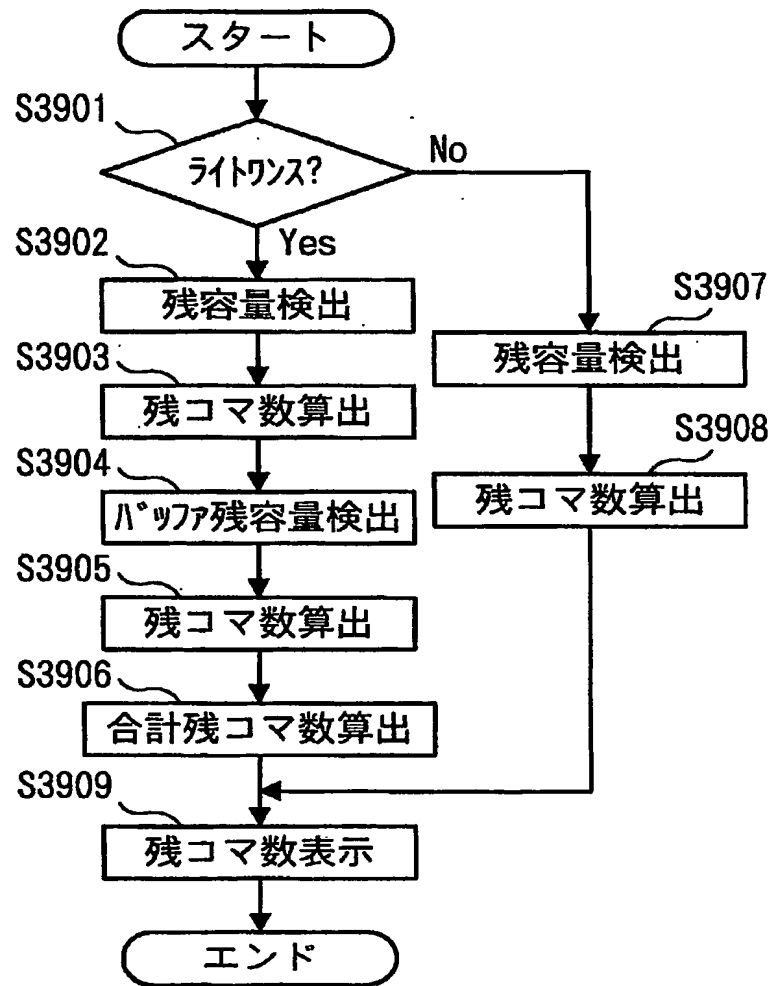 スタート
S3901
ライトワンス?
No
Yes
S3902
残容量検出
S3903
残コマ数算出
S3904
バッファ残容量検出
S3905
残コマ数算出
S3906
合計残コマ数算出
S3907
残容量検出
S3908
残コマ数算出
S3909
残コマ数表示
エンド